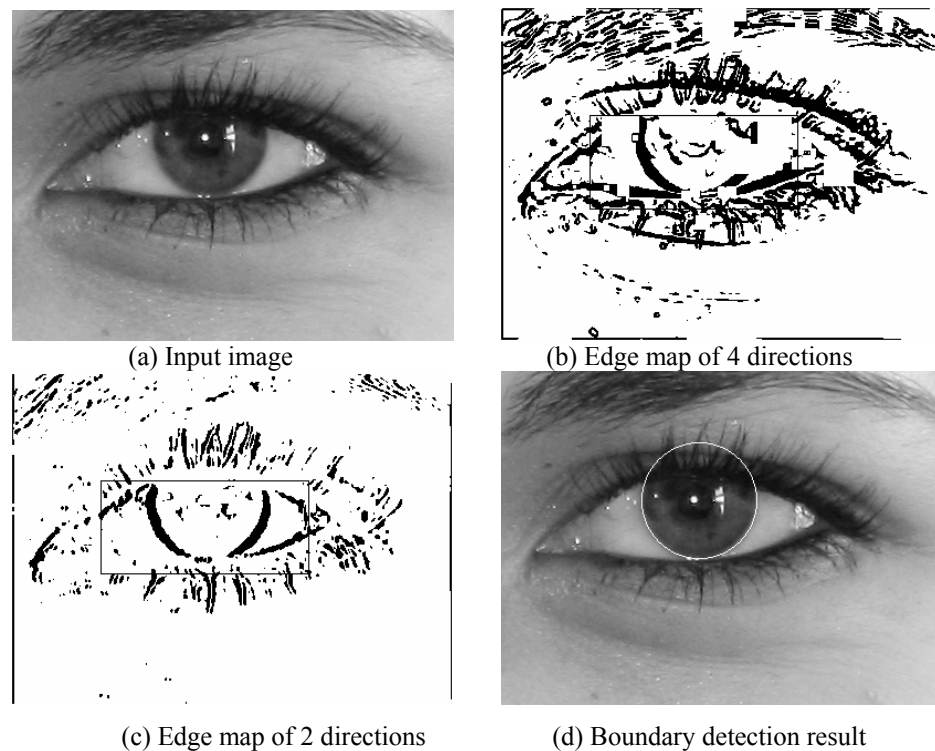 (a) Input image
(b) Edge map of 4 directions
(c) Edge map of 2 directions
(d) Boundary detection result